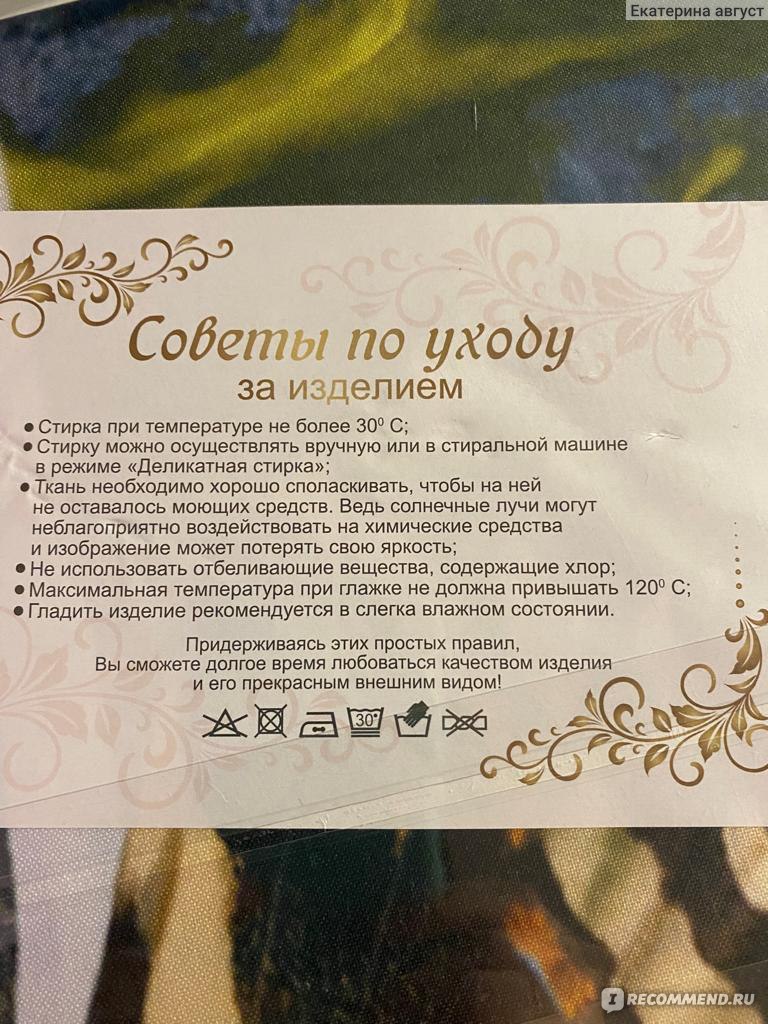 Екатерина август
Советы по уходу
за изделием
● Стирка при температуре не более 30⁰ С;
● Стирку можно осуществлять вручную или в стиральной машине
в режиме «Деликатная стирка»;
● Ткань необходимо хорошо споласкивать, чтобы на ней
не оставалось моющих средств. Ведь солнечные лучи могут
неблагоприятно воздействовать на химические средства
и изображение может потерять свою яркость;
● Не использовать отбеливающие вещества, содержащие хлор;
● Максимальная температура при глажке не должна привышать 120⁰ С;
● Гладить изделие рекомендуется в слегка влажном состоянии.
Придерживаясь этих простых правил,
Вы сможете долгое время любоваться качеством изделия
и его прекрасным внешним видом!
30°
IRECOMMEND.RU